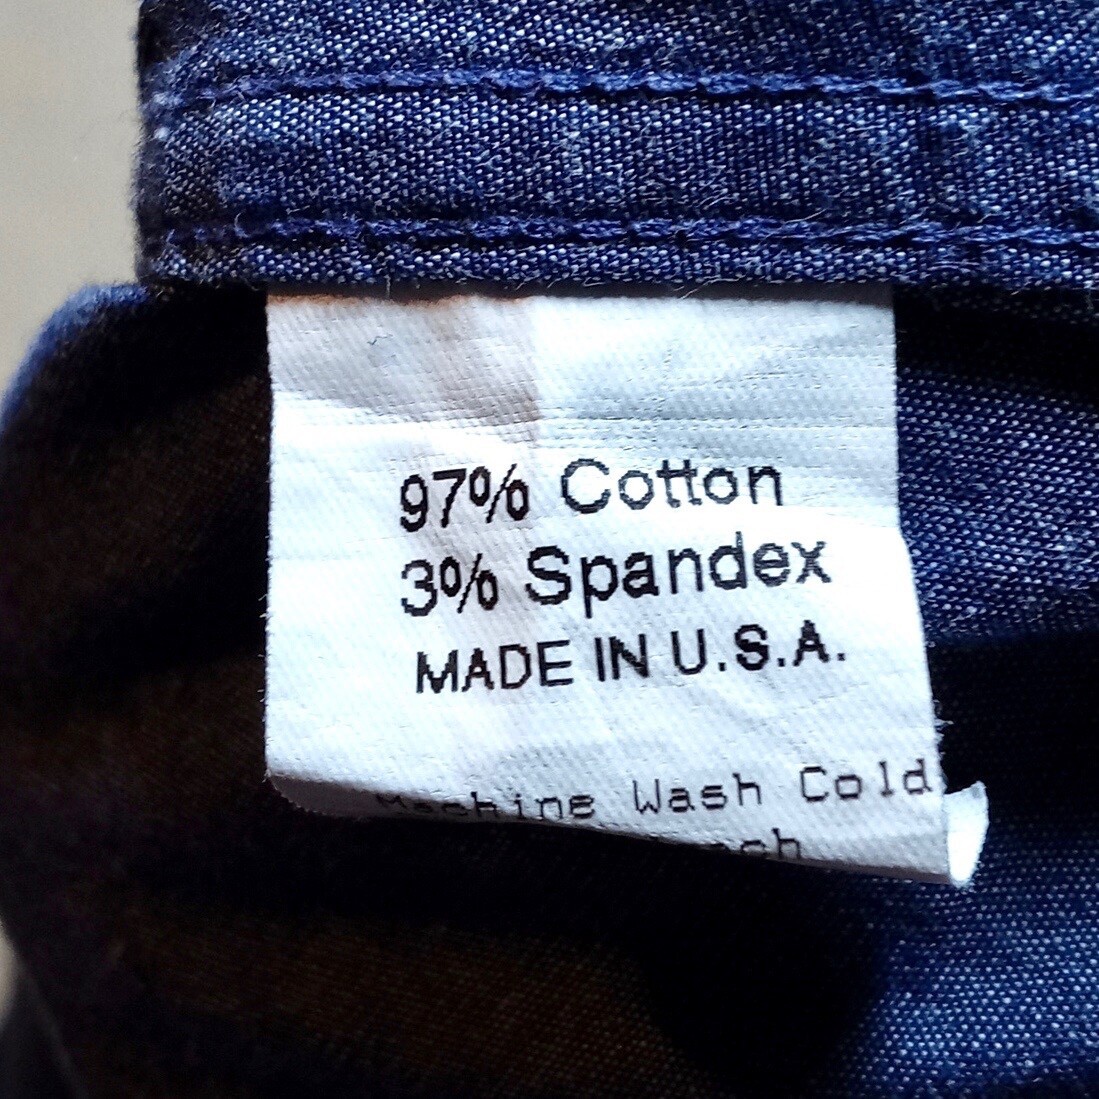 97% Cotton
3% Spandex
MADE IN U.S.A.
Machine Wash Cold